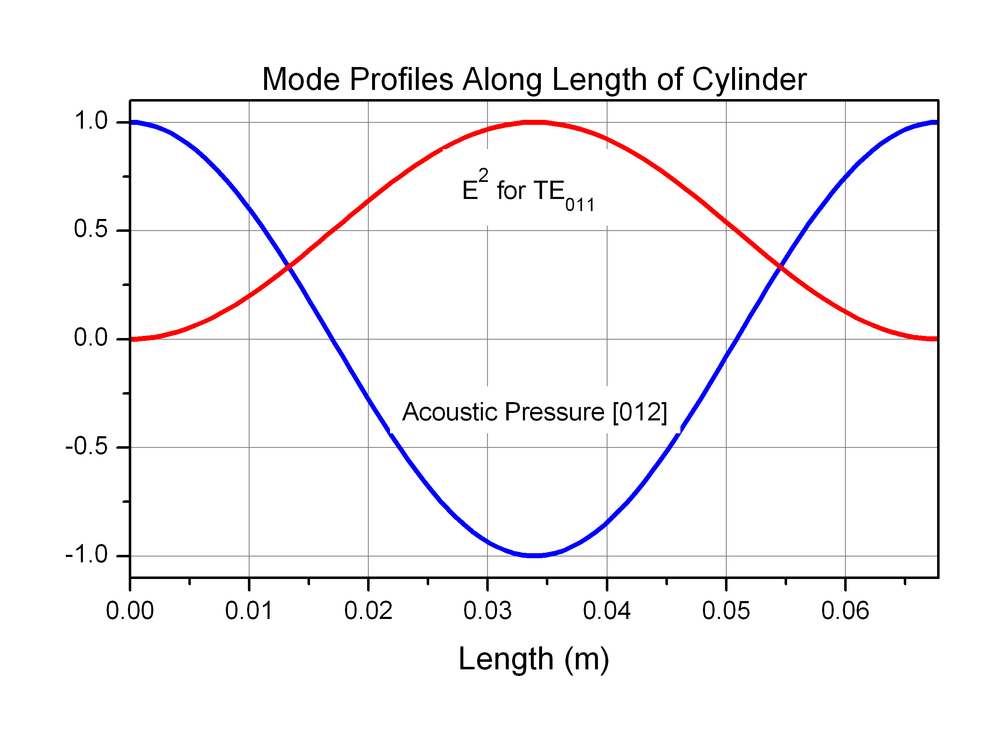 Mode Profiles Along Length of Cylinder
1.0
E² for TE₀₁₁
0.5
0.0
Acoustic Pressure [012]
-0.5
-1.0
0.00 0.01 0.02 0.03 0.04 0.05 0.06
Length (m)